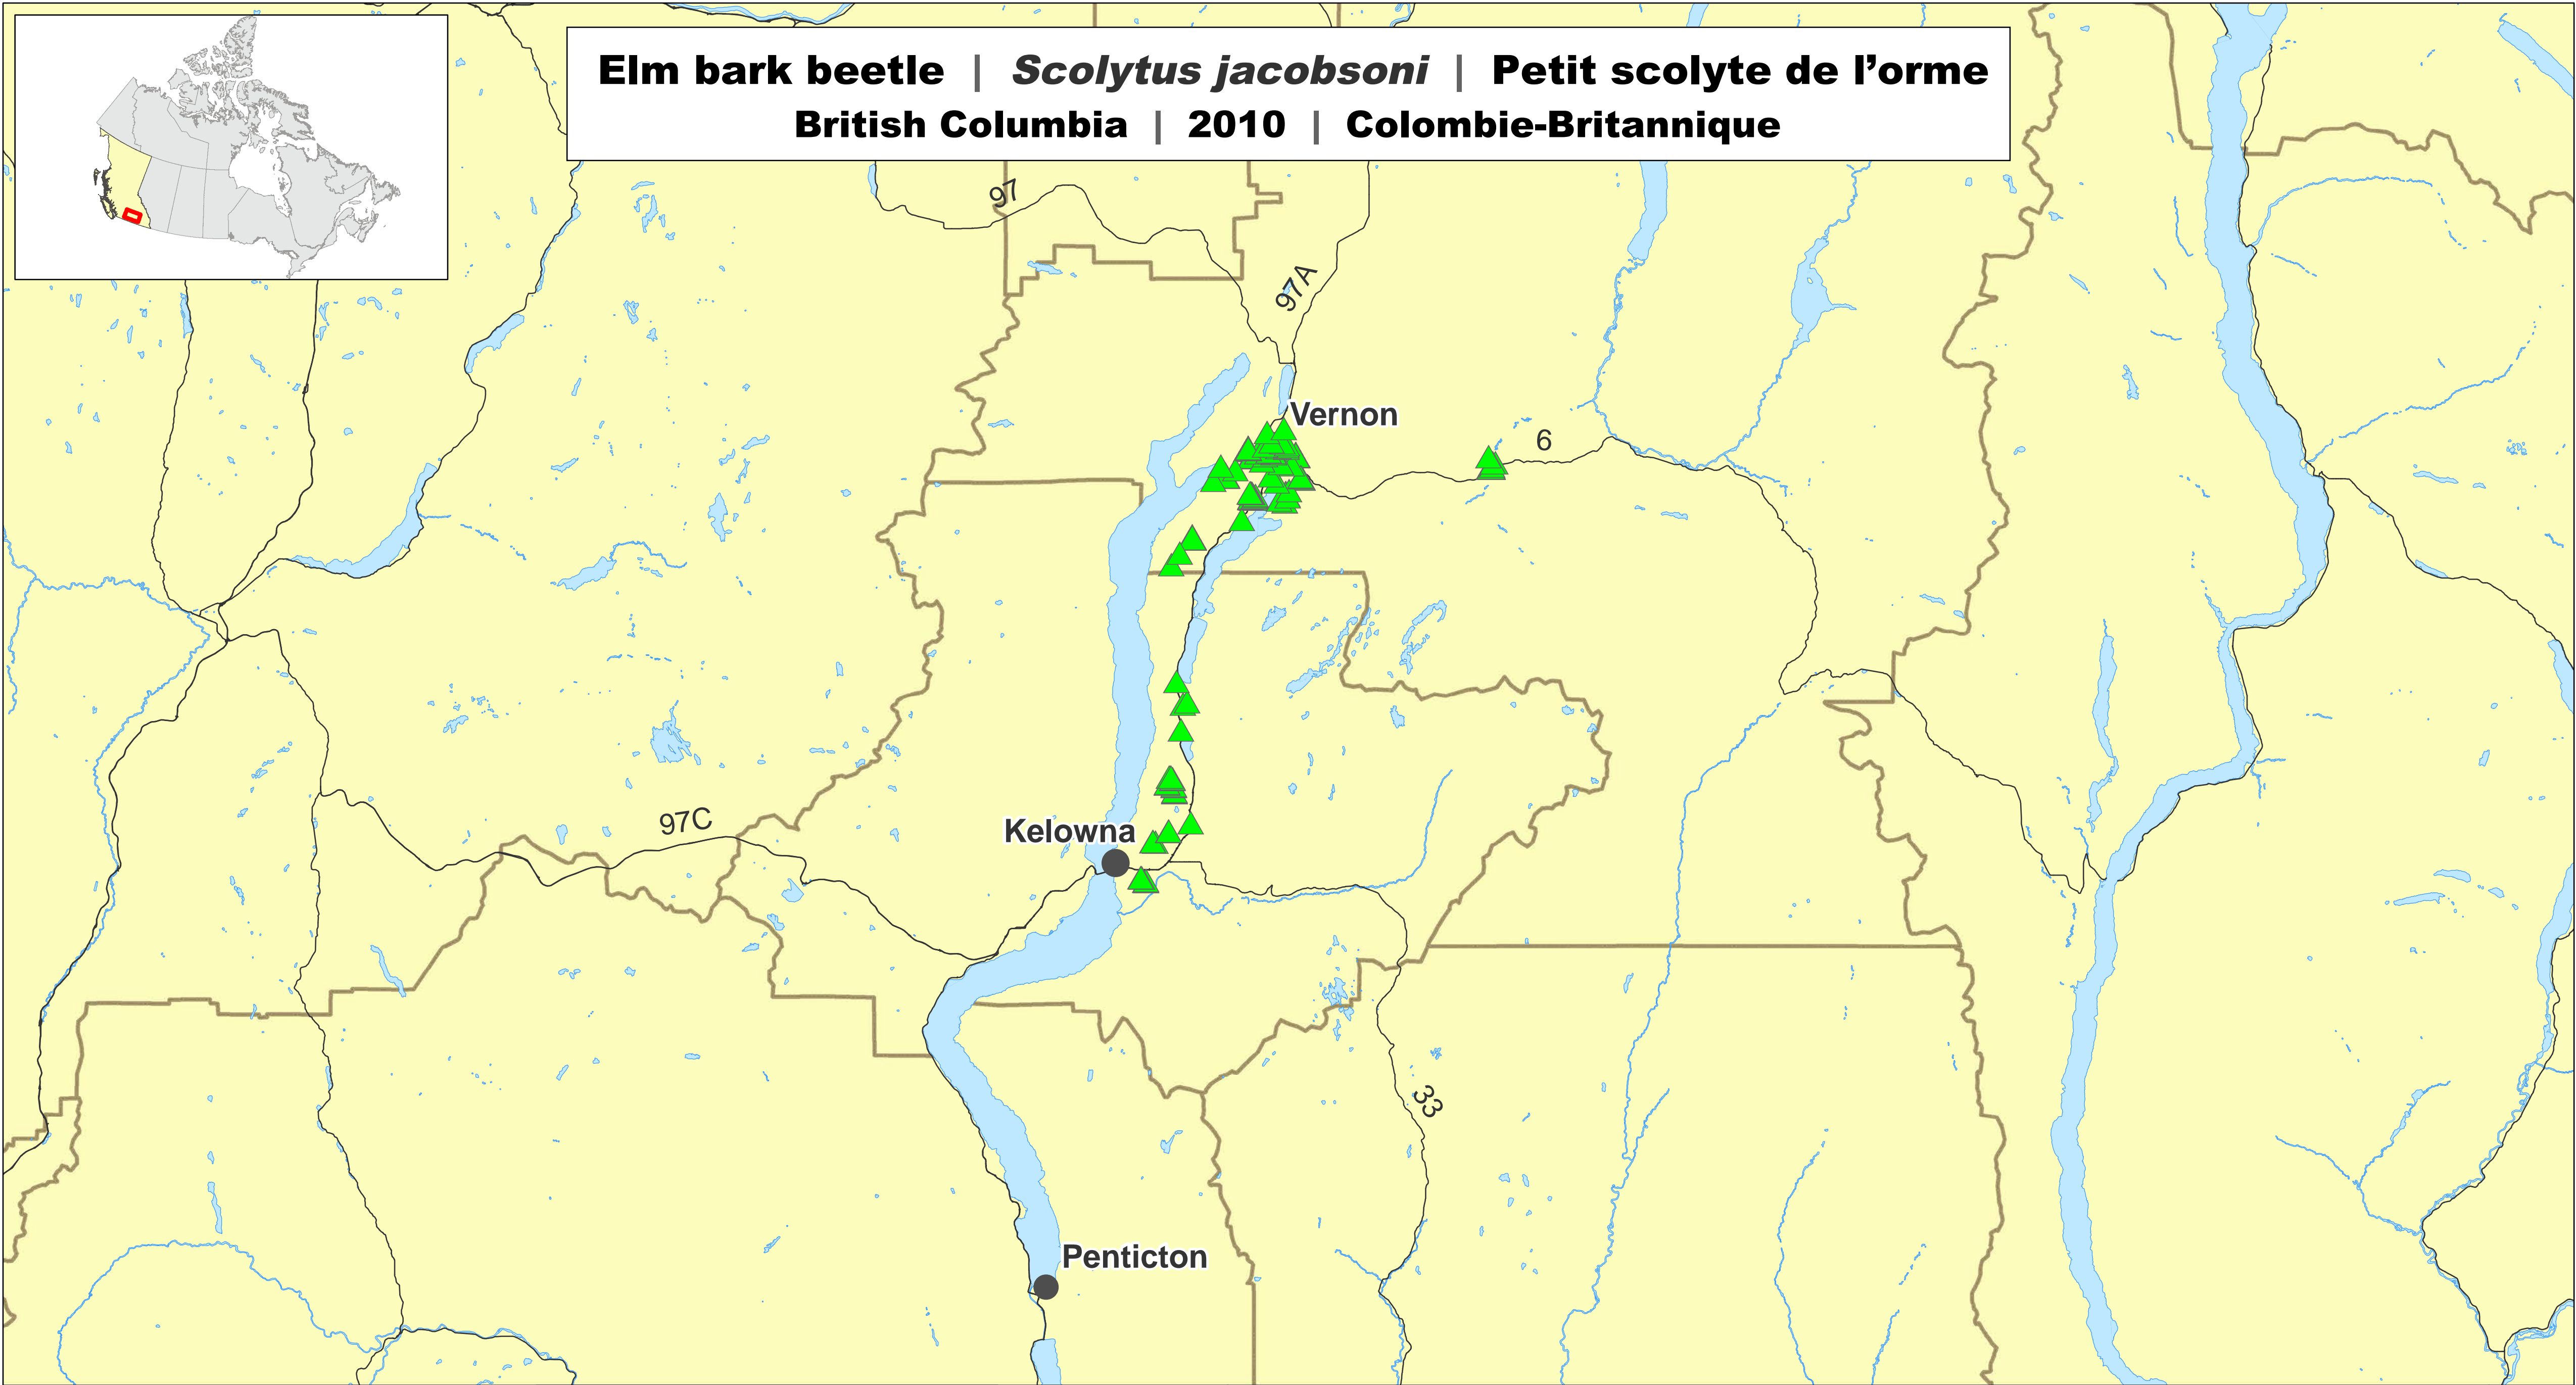 Elm bark beetle | Scolytus jacobsoni | Petit scolyte de l’orme
British Columbia | 2010 | Colombie-Britannique
97
97A
Vernon
6
97C
Kelowna
33
Penticton